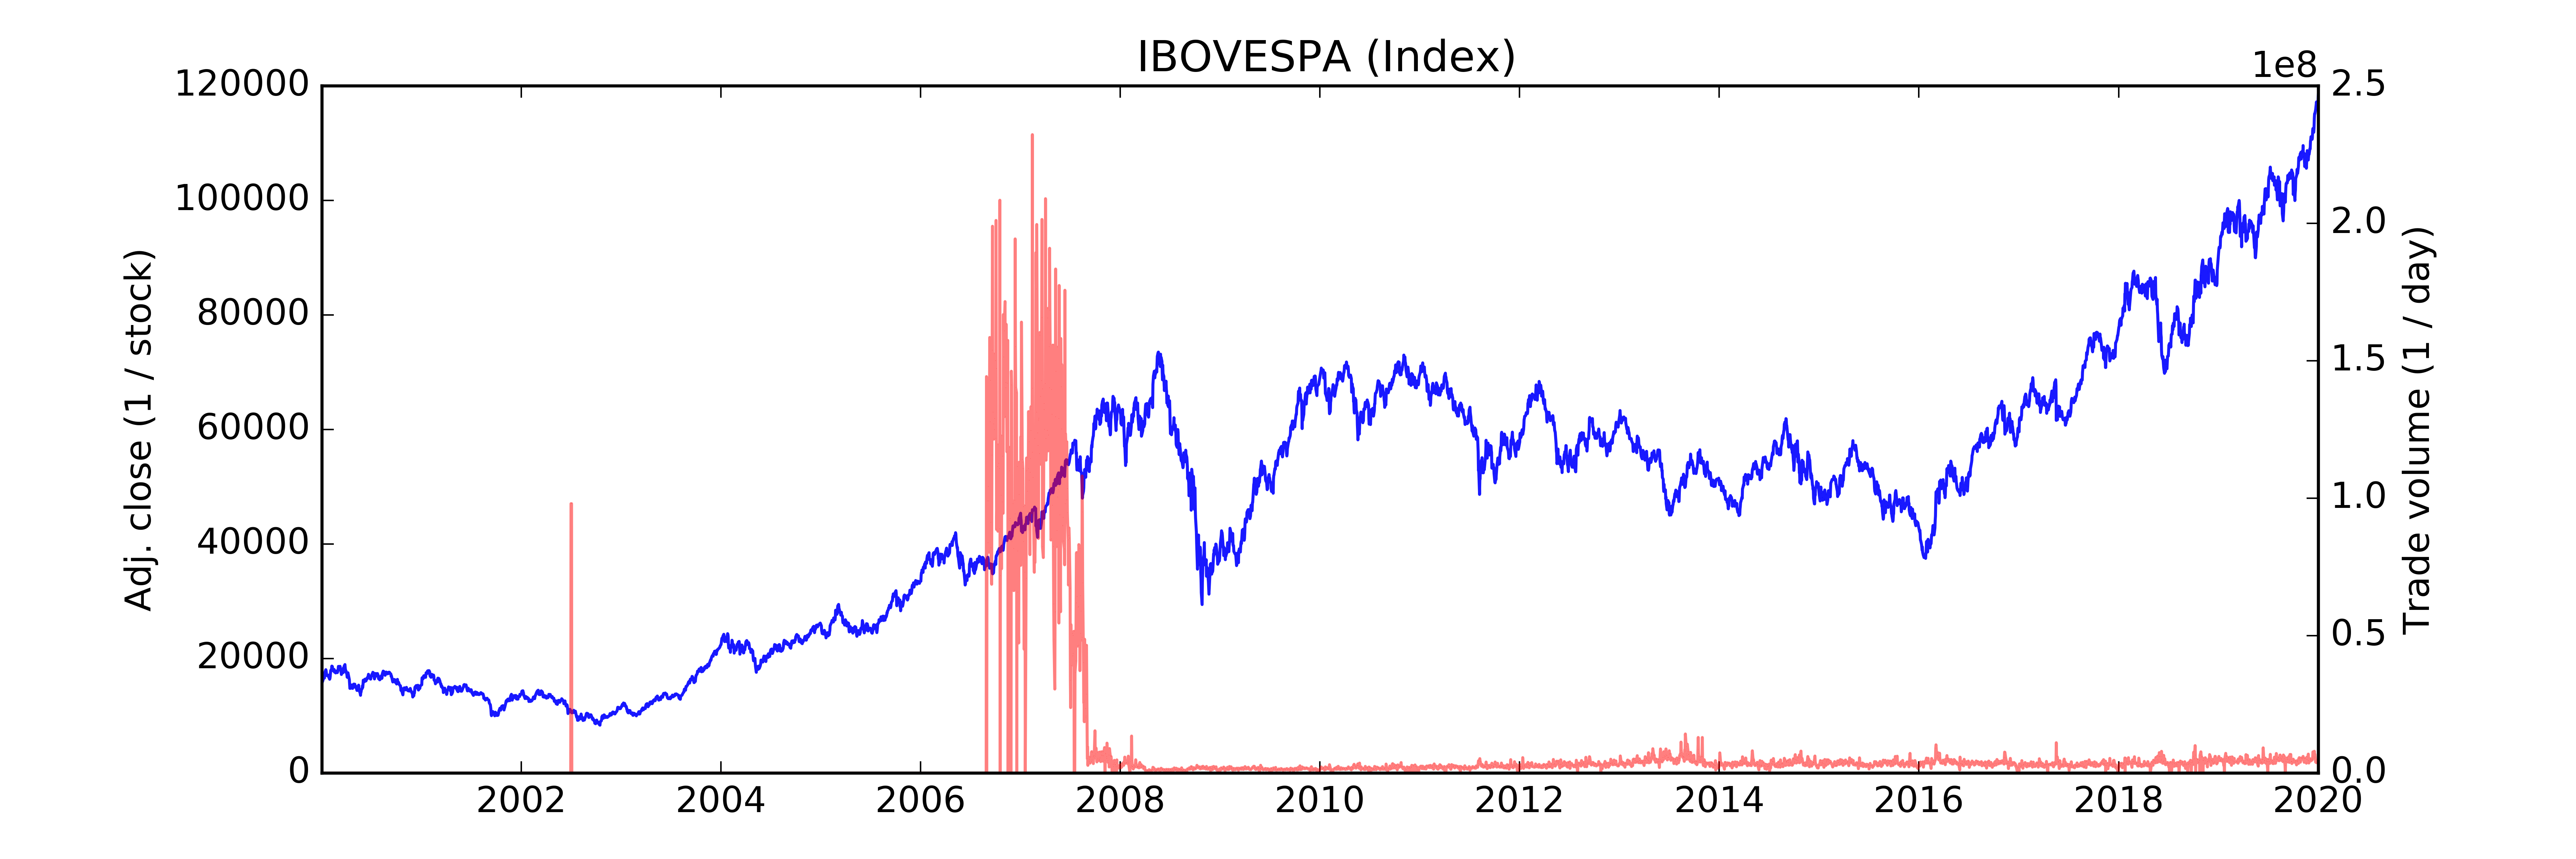 IBOVESPA (Index)
1e8
120000
100000
80000
60000
40000
20000
0
Adj. close (1 / stock)
2.5
2.0
1.5
1.0
0.5
0.0
Trade volume (1 / day)
2002 2004 2006 2008 2010 2012 2014 2016 2018 2020